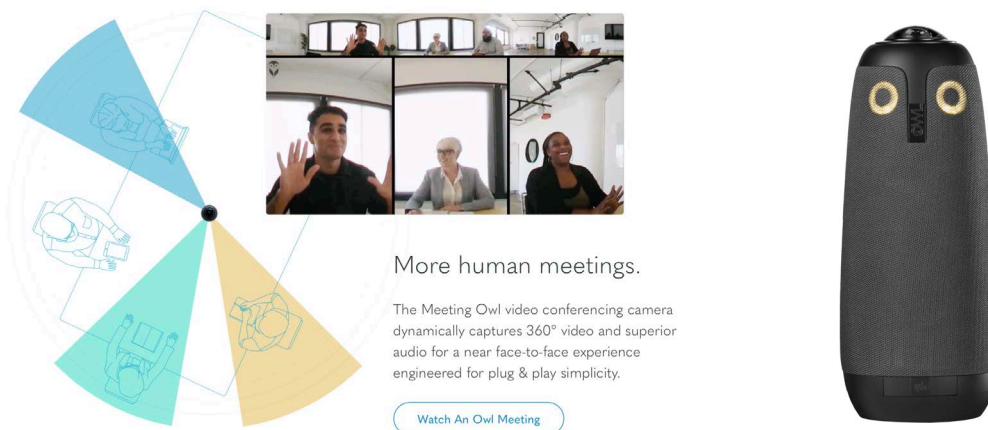 More human meetings.
The Meeting Owl video conferencing camera
dynamically captures 360° video and superior
audio for a near face-to-face experience
engineered for plug & play simplicity.
Watch An Owl Meeting
OWL